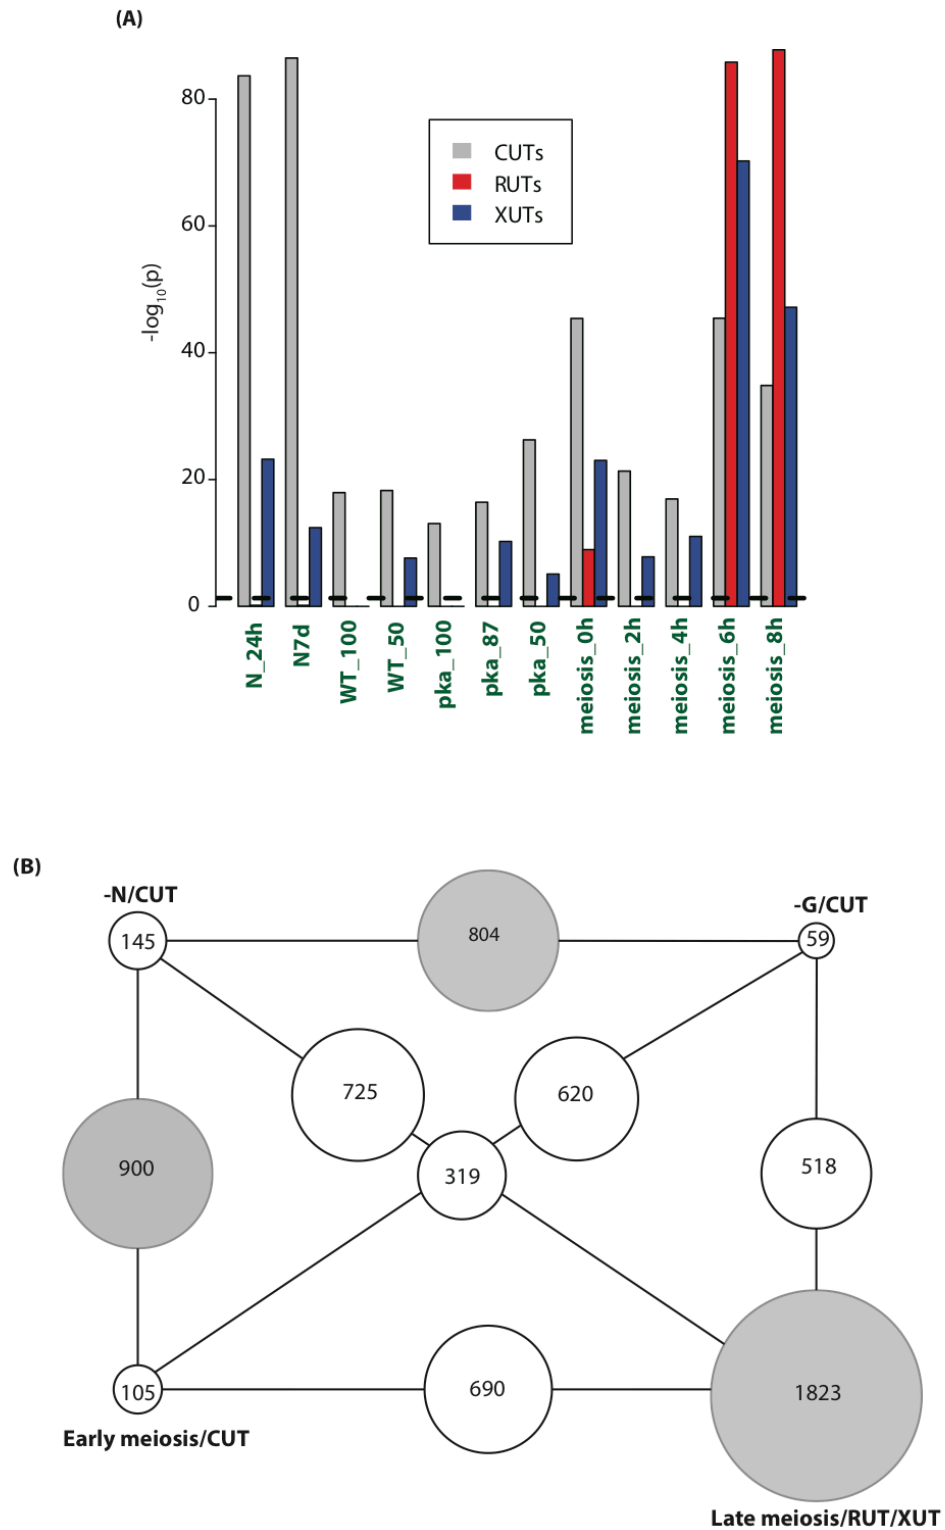 (A)
80
60
40
20
0
-log10(p)
CUTs
RUTs
XUTs
N_24h
N7d
WT_100
WT_50
pka_100
pka_87
pka_50
meiosis_0h
meiosis_2h
meiosis_4h
meiosis_6h
meiosis_8h
(B)
-N/CUT
-G/CUT
145
804
59
725
620
900
319
518
105
690
1823
Early meiosis/CUT
Late meiosis/RUT/XUT